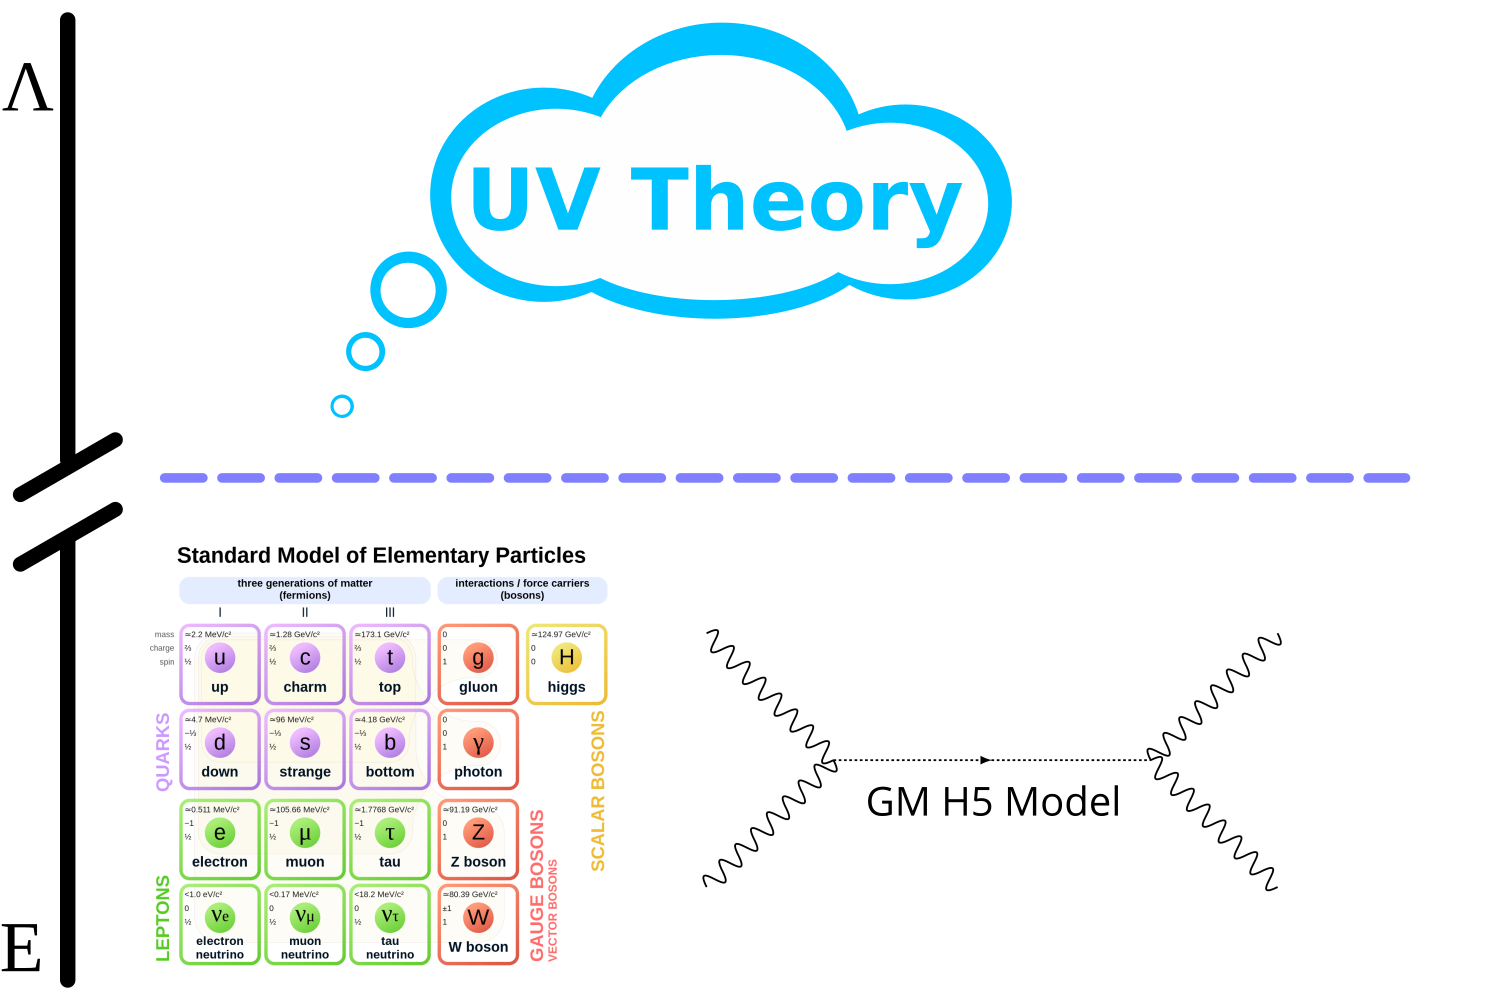 Λ
UV Theory
Standard Model of Elementary Particles
three generations of matter
(fermions)
interactions / force carriers
(bosons)
I
II
III
mass
charge
spin
≃2.2 MeV/c²
⅔
½
u
up
≃1.28 GeV/c²
⅔
½
c
charm
≃173.1 GeV/c²
⅔
½
t
top
0
0
1
g
gluon
≃124.97 GeV/c²
0
0
H
higgs
QUARKS
≃4.7 MeV/c²
−⅓
½
d
down
≃96 MeV/c²
−⅓
½
s
strange
≃4.18 GeV/c²
−⅓
½
b
bottom
0
0
1
γ
photon
SCALAR BOSONS
LEPTONS
≃0.511 MeV/c²
−1
½
e
electron
≃105.66 MeV/c²
−1
½
μ
muon
≃1.7768 GeV/c²
−1
½
τ
tau
≃91.19 GeV/c²
0
1
Z
Z boson
GAUGE BOSONS
VECTOR BOSONS
<1.0 eV/c²
0
½
νe
electron
neutrino
<0.17 MeV/c²
0
½
νμ
muon
neutrino
<18.2 MeV/c²
0
½
ντ
tau
neutrino
≃80.39 GeV/c²
±1
1
W
W boson
GM H5 Model
E